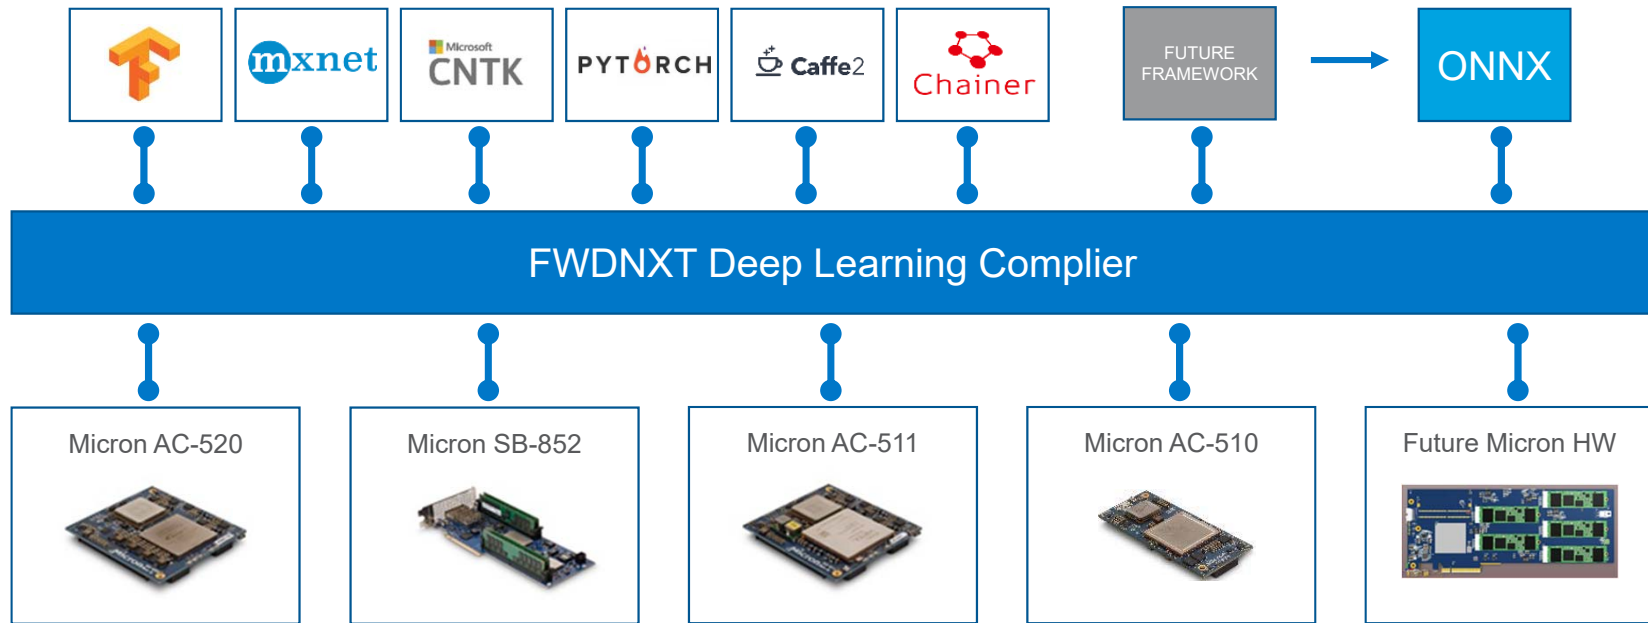 mxnet
Microsoft
CNTK
PYTORCH
Caffe2
Chainer
FUTURE
FRAMEWORK
ONNX
FWDNXT Deep Learning Complier
Micron AC-520
Micron SB-852
Micron AC-511
Micron AC-510
Future Micron HW